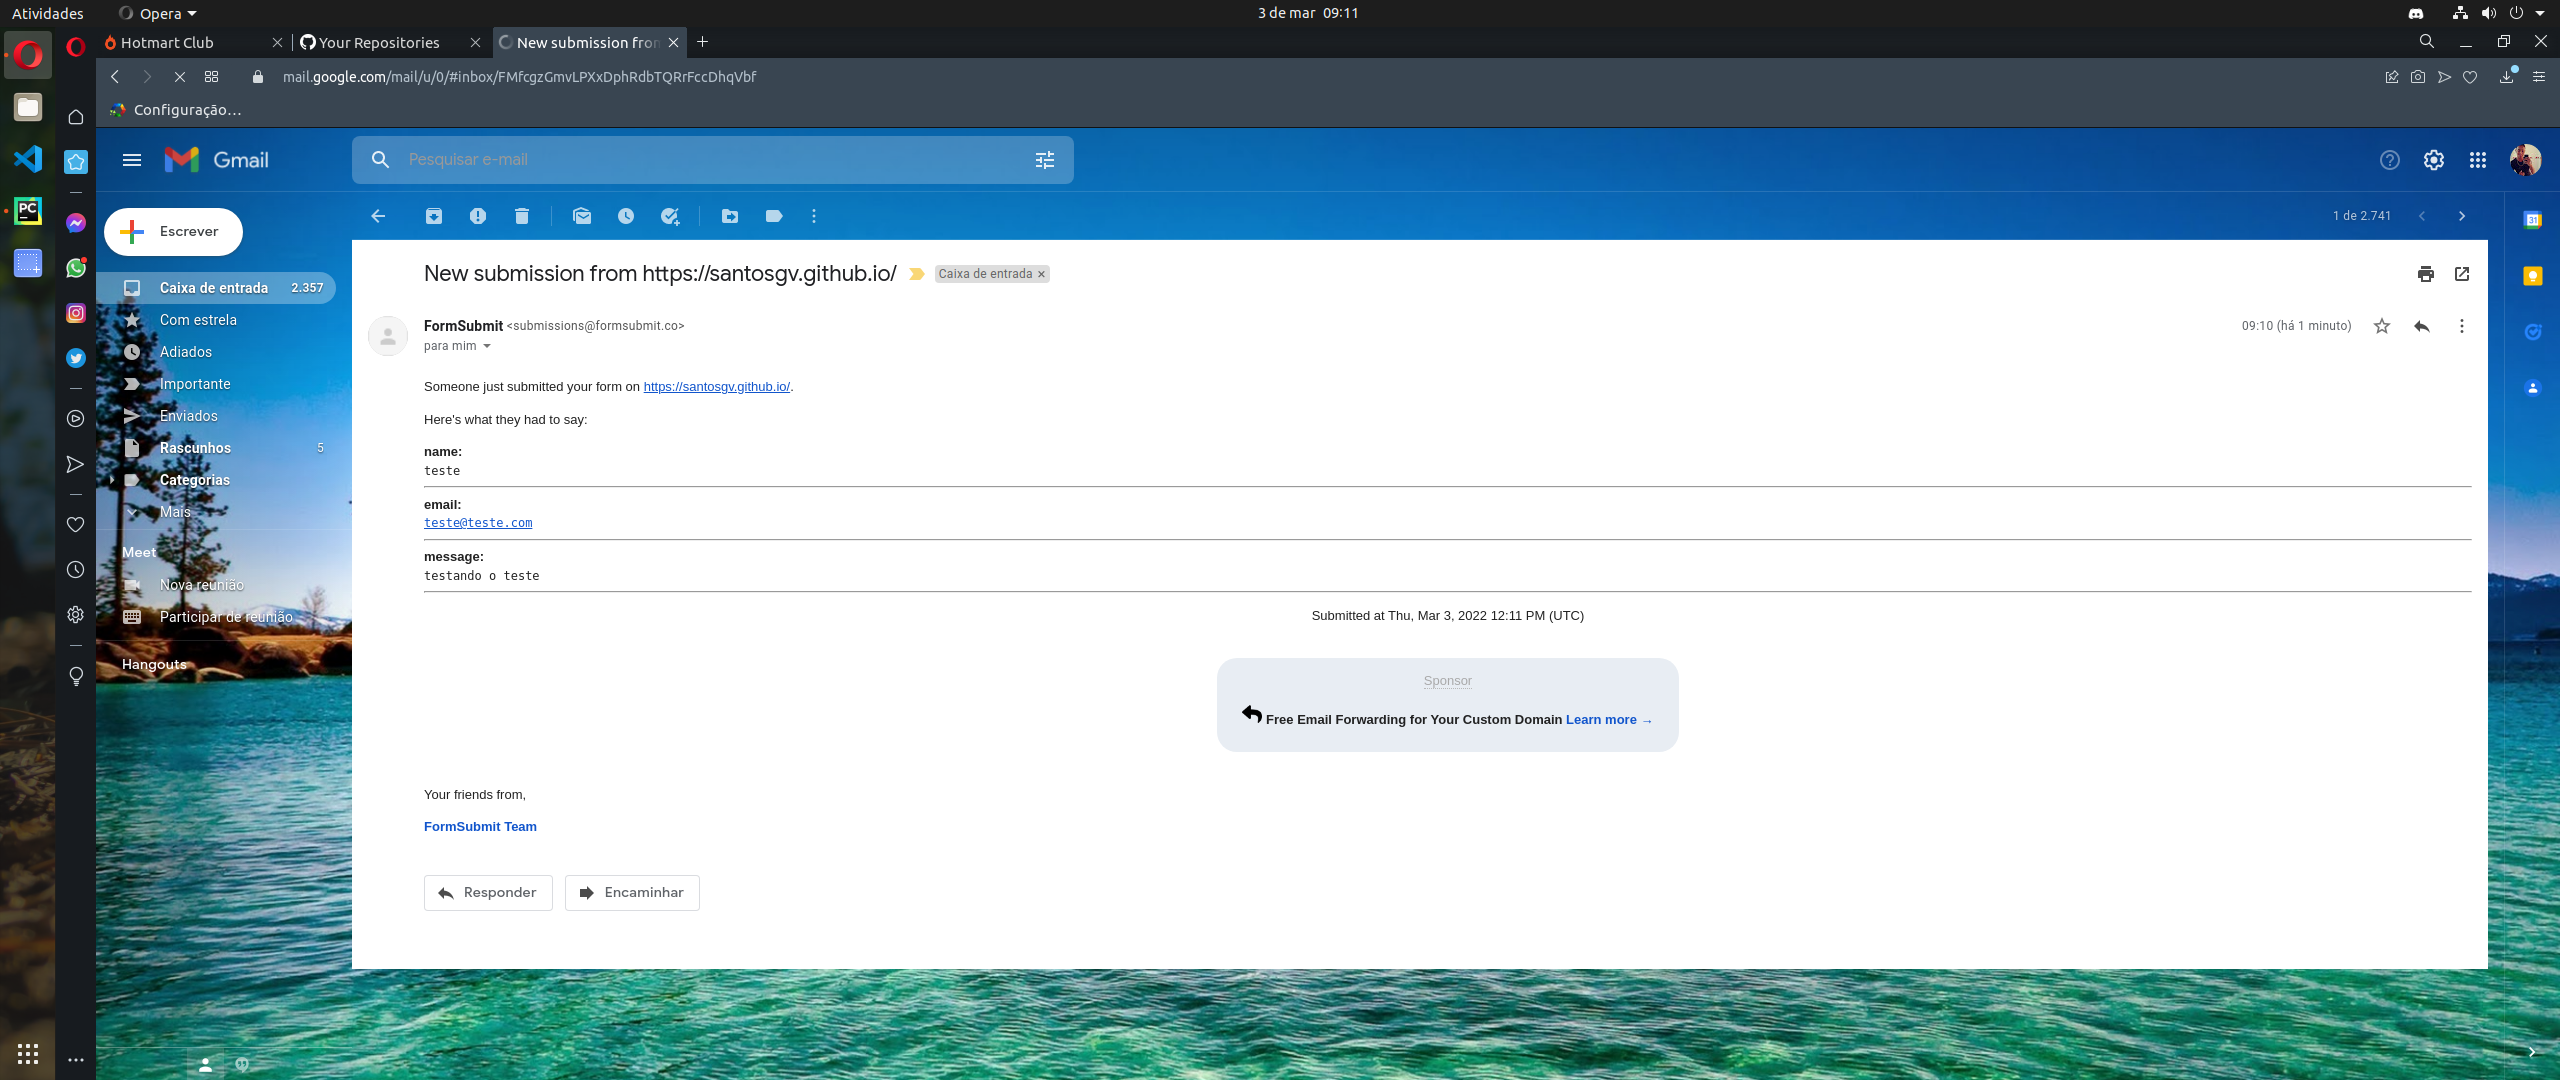 Atividades
Opera
3 de mar 09:11
Hotmart Club
Your Repositories
New submission from
mail.google.com/mail/u/0/#inbox/FMfcgzGmvLPXxDphRdbTQRrFccDhqVbf
Configuração…
Gmail
Pesquisar e-mail
Escrever
1 de 2.741
Caixa de entrada 2.357
Com estrela
Adiados
Importante
Enviados
Rascunhos 5
Categorias
Mais
Meet
Nova reunião
Participar de reunião
Hangouts
New submission from https://santosgv.github.io/
Caixa de entrada ×
FormSubmit <submissions@formsubmit.co>
09:10 (há 1 minuto)
para mim
Someone just submitted your form on https://santosgv.github.io/.
Here's what they had to say:
name:
teste
email:
teste@teste.com
message:
testando o teste
Submitted at Thu, Mar 3, 2022 12:11 PM (UTC)
Sponsor
Free Email Forwarding for Your Custom Domain Learn more →
Your friends from,
FormSubmit Team
Responder
Encaminhar
PC
31